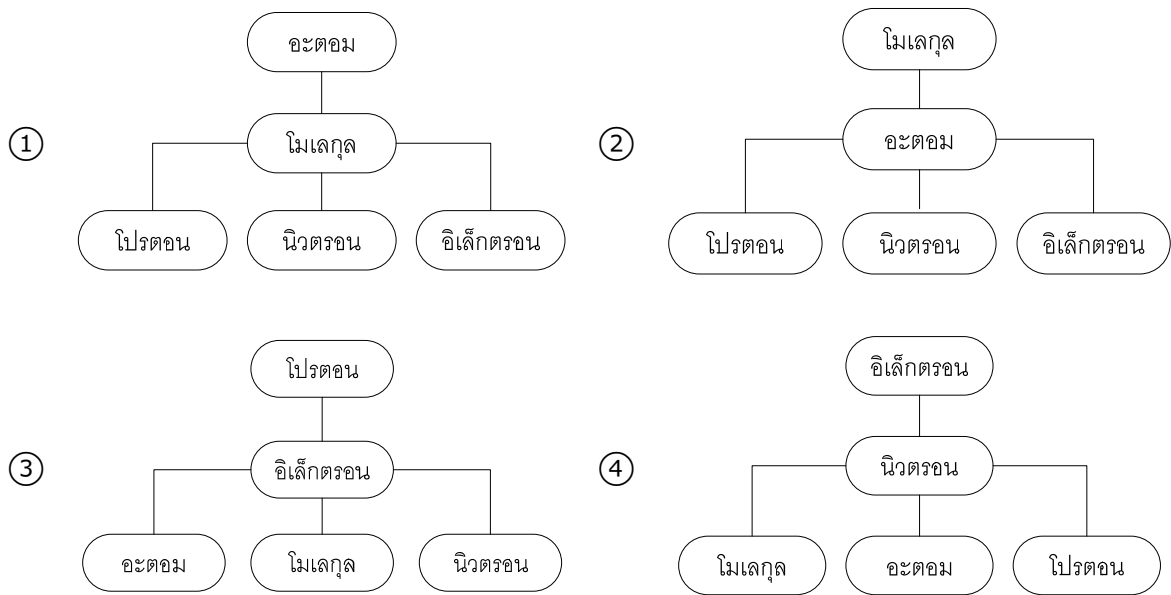 ①
อะตอม
โมเลกุล
โปรตอน นิวตรอน อิเล็กตรอน
②
โมเลกุล
อะตอม
โปรตอน นิวตรอน อิเล็กตรอน
③
โปรตอน
อิเล็กตรอน
อะตอม โมเลกุล นิวตรอน
④
อิเล็กตรอน
นิวตรอน
โมเลกุล อะตอม โปรตอน